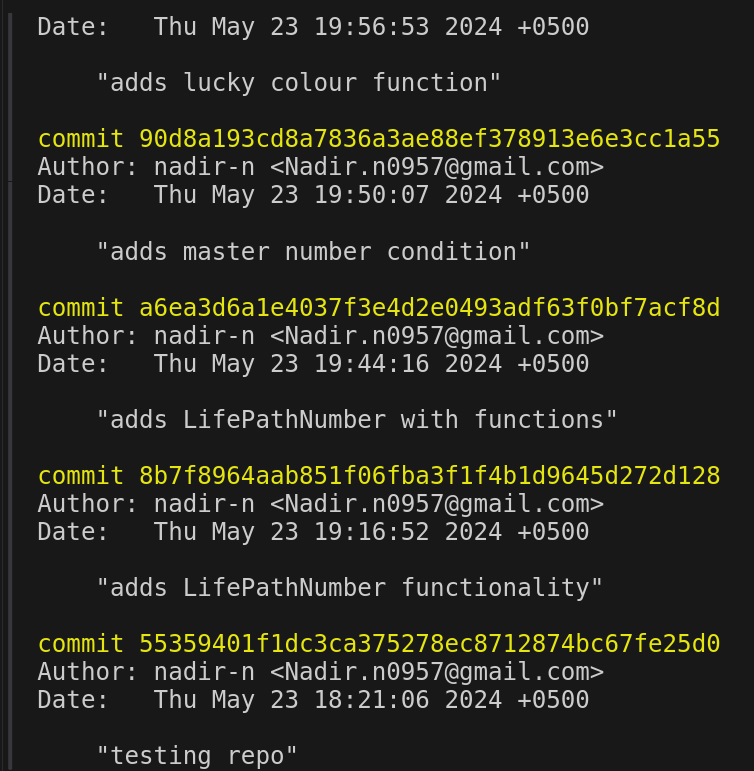 Date:   Thu May 23 19:56:53 2024 +0500
"adds lucky colour function"
commit 90d8a193cd8a7836a3ae88ef378913e6e3cc1a55
Author: nadir-n <Nadir.n0957@gmail.com>
Date:   Thu May 23 19:50:07 2024 +0500
"adds master number condition"
commit a6ea3d6a1e4037f3e4d2e0493adf63f0bf7acf8d
Author: nadir-n <Nadir.n0957@gmail.com>
Date:   Thu May 23 19:44:16 2024 +0500
"adds LifePathNumber with functions"
commit 8b7f8964aab851f06fba3f1f4b1d9645d272d128
Author: nadir-n <Nadir.n0957@gmail.com>
Date:   Thu May 23 19:16:52 2024 +0500
"adds LifePathNumber functionality"
commit 55359401f1dc3ca375278ec8712874bc67fe25d0
Author: nadir-n <Nadir.n0957@gmail.com>
Date:   Thu May 23 18:21:06 2024 +0500
"testing repo"